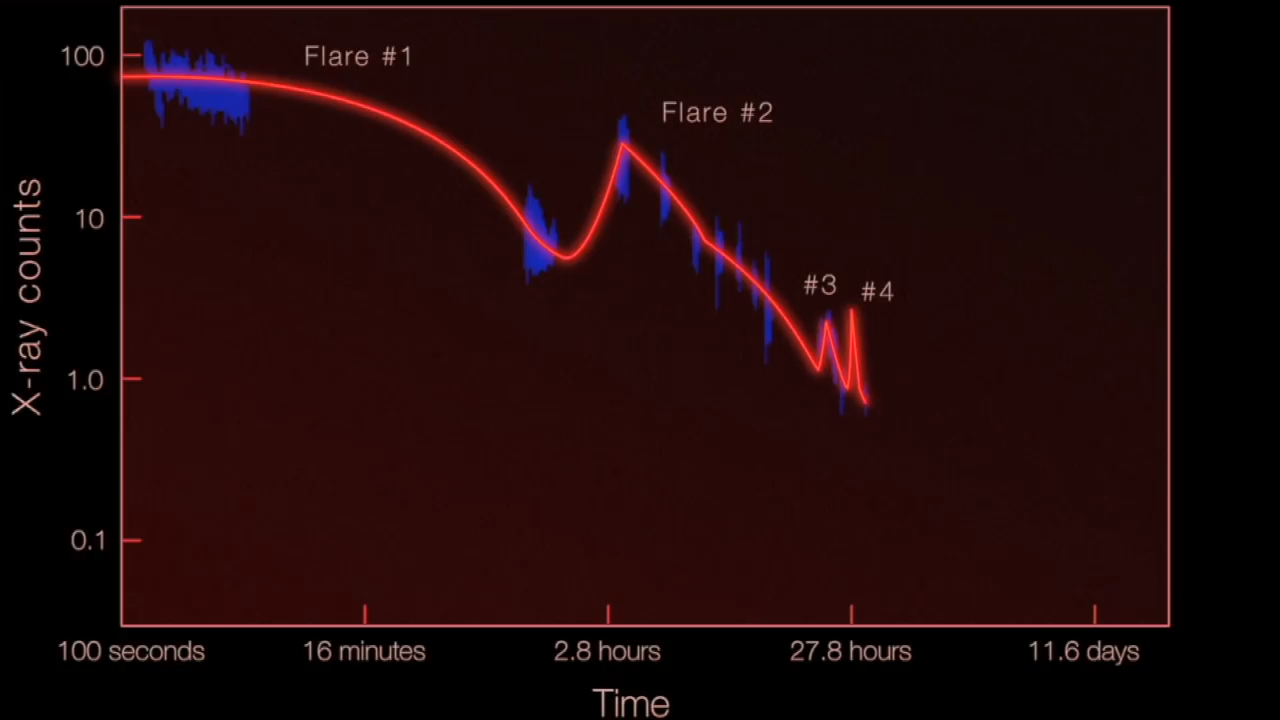 100
Flare #1
Flare #2
10
X-ray counts
#3
#4
1.0
0.1
100 seconds
16 minutes
2.8 hours
27.8 hours
11.6 days
Time